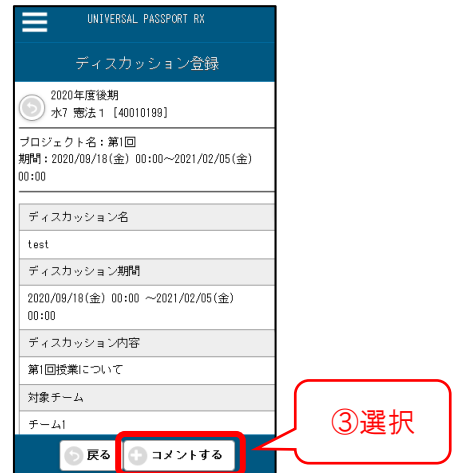 UNIVERSAL PASSPORT RX
ディスカッション登録
2020年度後期
水7 憲法1 [40010199]
プロジェクト名：第1回
期間：2020/09/18(金) 00:00～2021/02/05(金)
00:00
ディスカッション名
test
ディスカッション期間
2020/09/18(金) 00:00 ～2021/02/05(金)
00:00
ディスカッション内容
第1回授業について
対象チーム
チーム1
戻る
コメントする
③選択